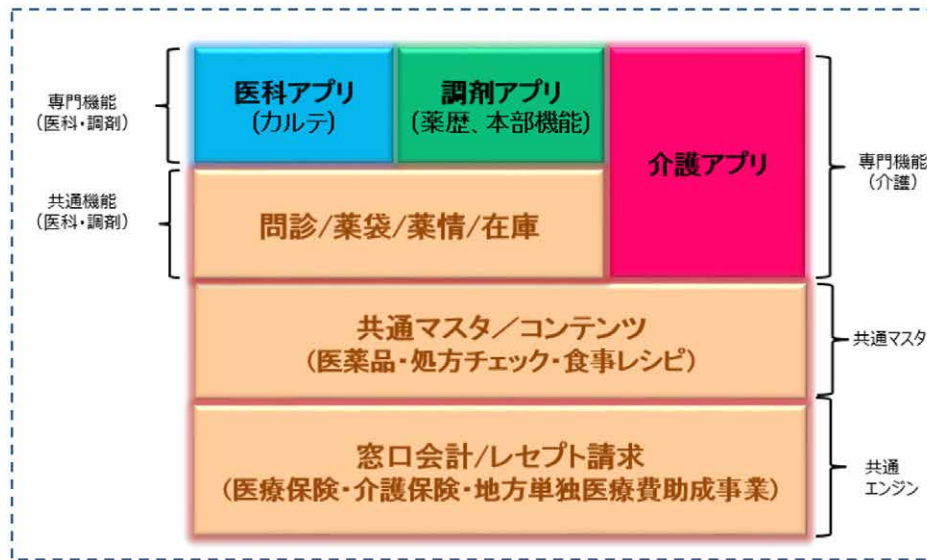 専門機能
(医科・調剤)
医科アプリ
(カルテ)
調剤アプリ
(薬歴、本部機能)
介護アプリ
専門機能
(介護)
共通機能
(医科・調剤)
問診/薬袋/薬情/在庫
共通マスタ／コンテンツ
(医薬品・処方チェック・食事レシピ)
共通マスタ
窓口会計/レセプト請求
(医療保険・介護保険・地方単独医療費助成事業)
共通
エンジン